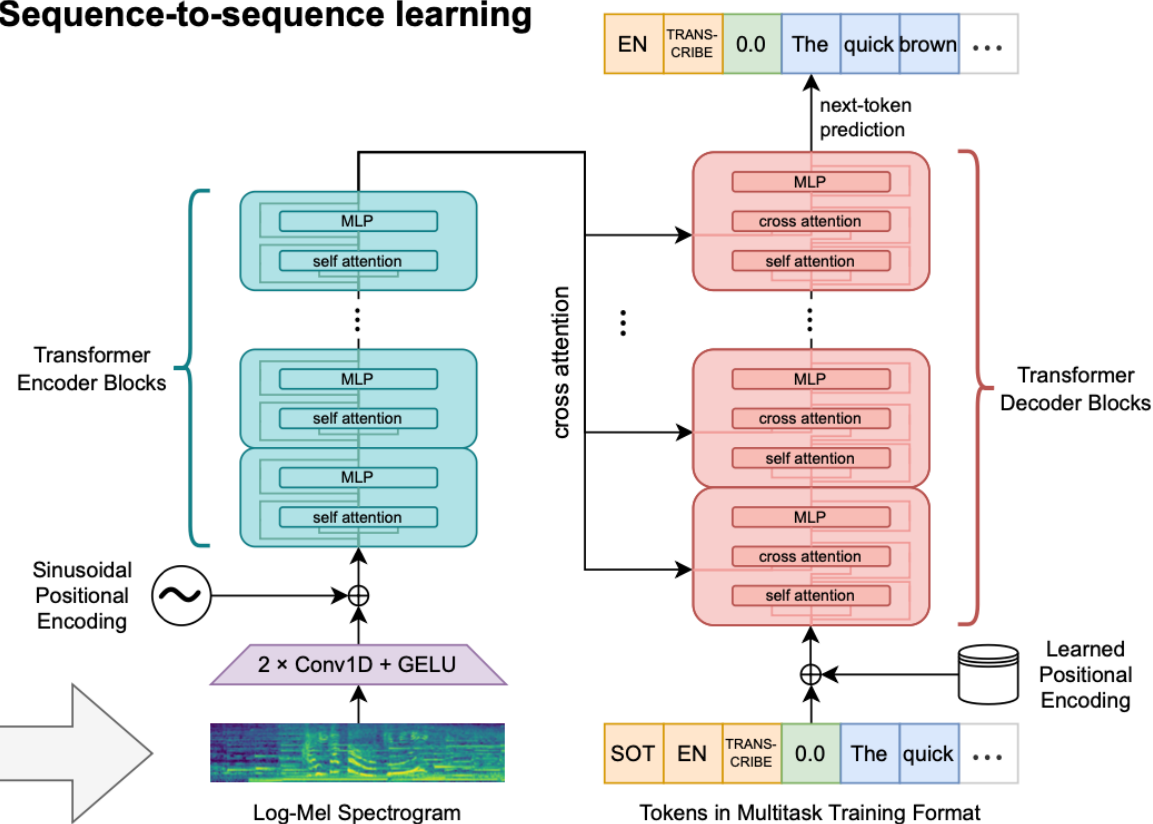 Sequence-to-sequence learning
EN
TRANS-
CRIBE
0.0
The
quick
brown
...
next-token
prediction
MLP
self attention
...
MLP
self attention
MLP
self attention
Transformer
Encoder Blocks
cross attention
...
MLP
cross attention
self attention
...
MLP
cross attention
self attention
MLP
cross attention
self attention
Transformer
Decoder Blocks
Sinusoidal
Positional
Encoding
2 × Conv1D + GELU
Log-Mel Spectrogram
Learned
Positional
Encoding
SOT
EN
TRANS-
CRIBE
0.0
The
quick
...
Tokens in Multitask Training Format